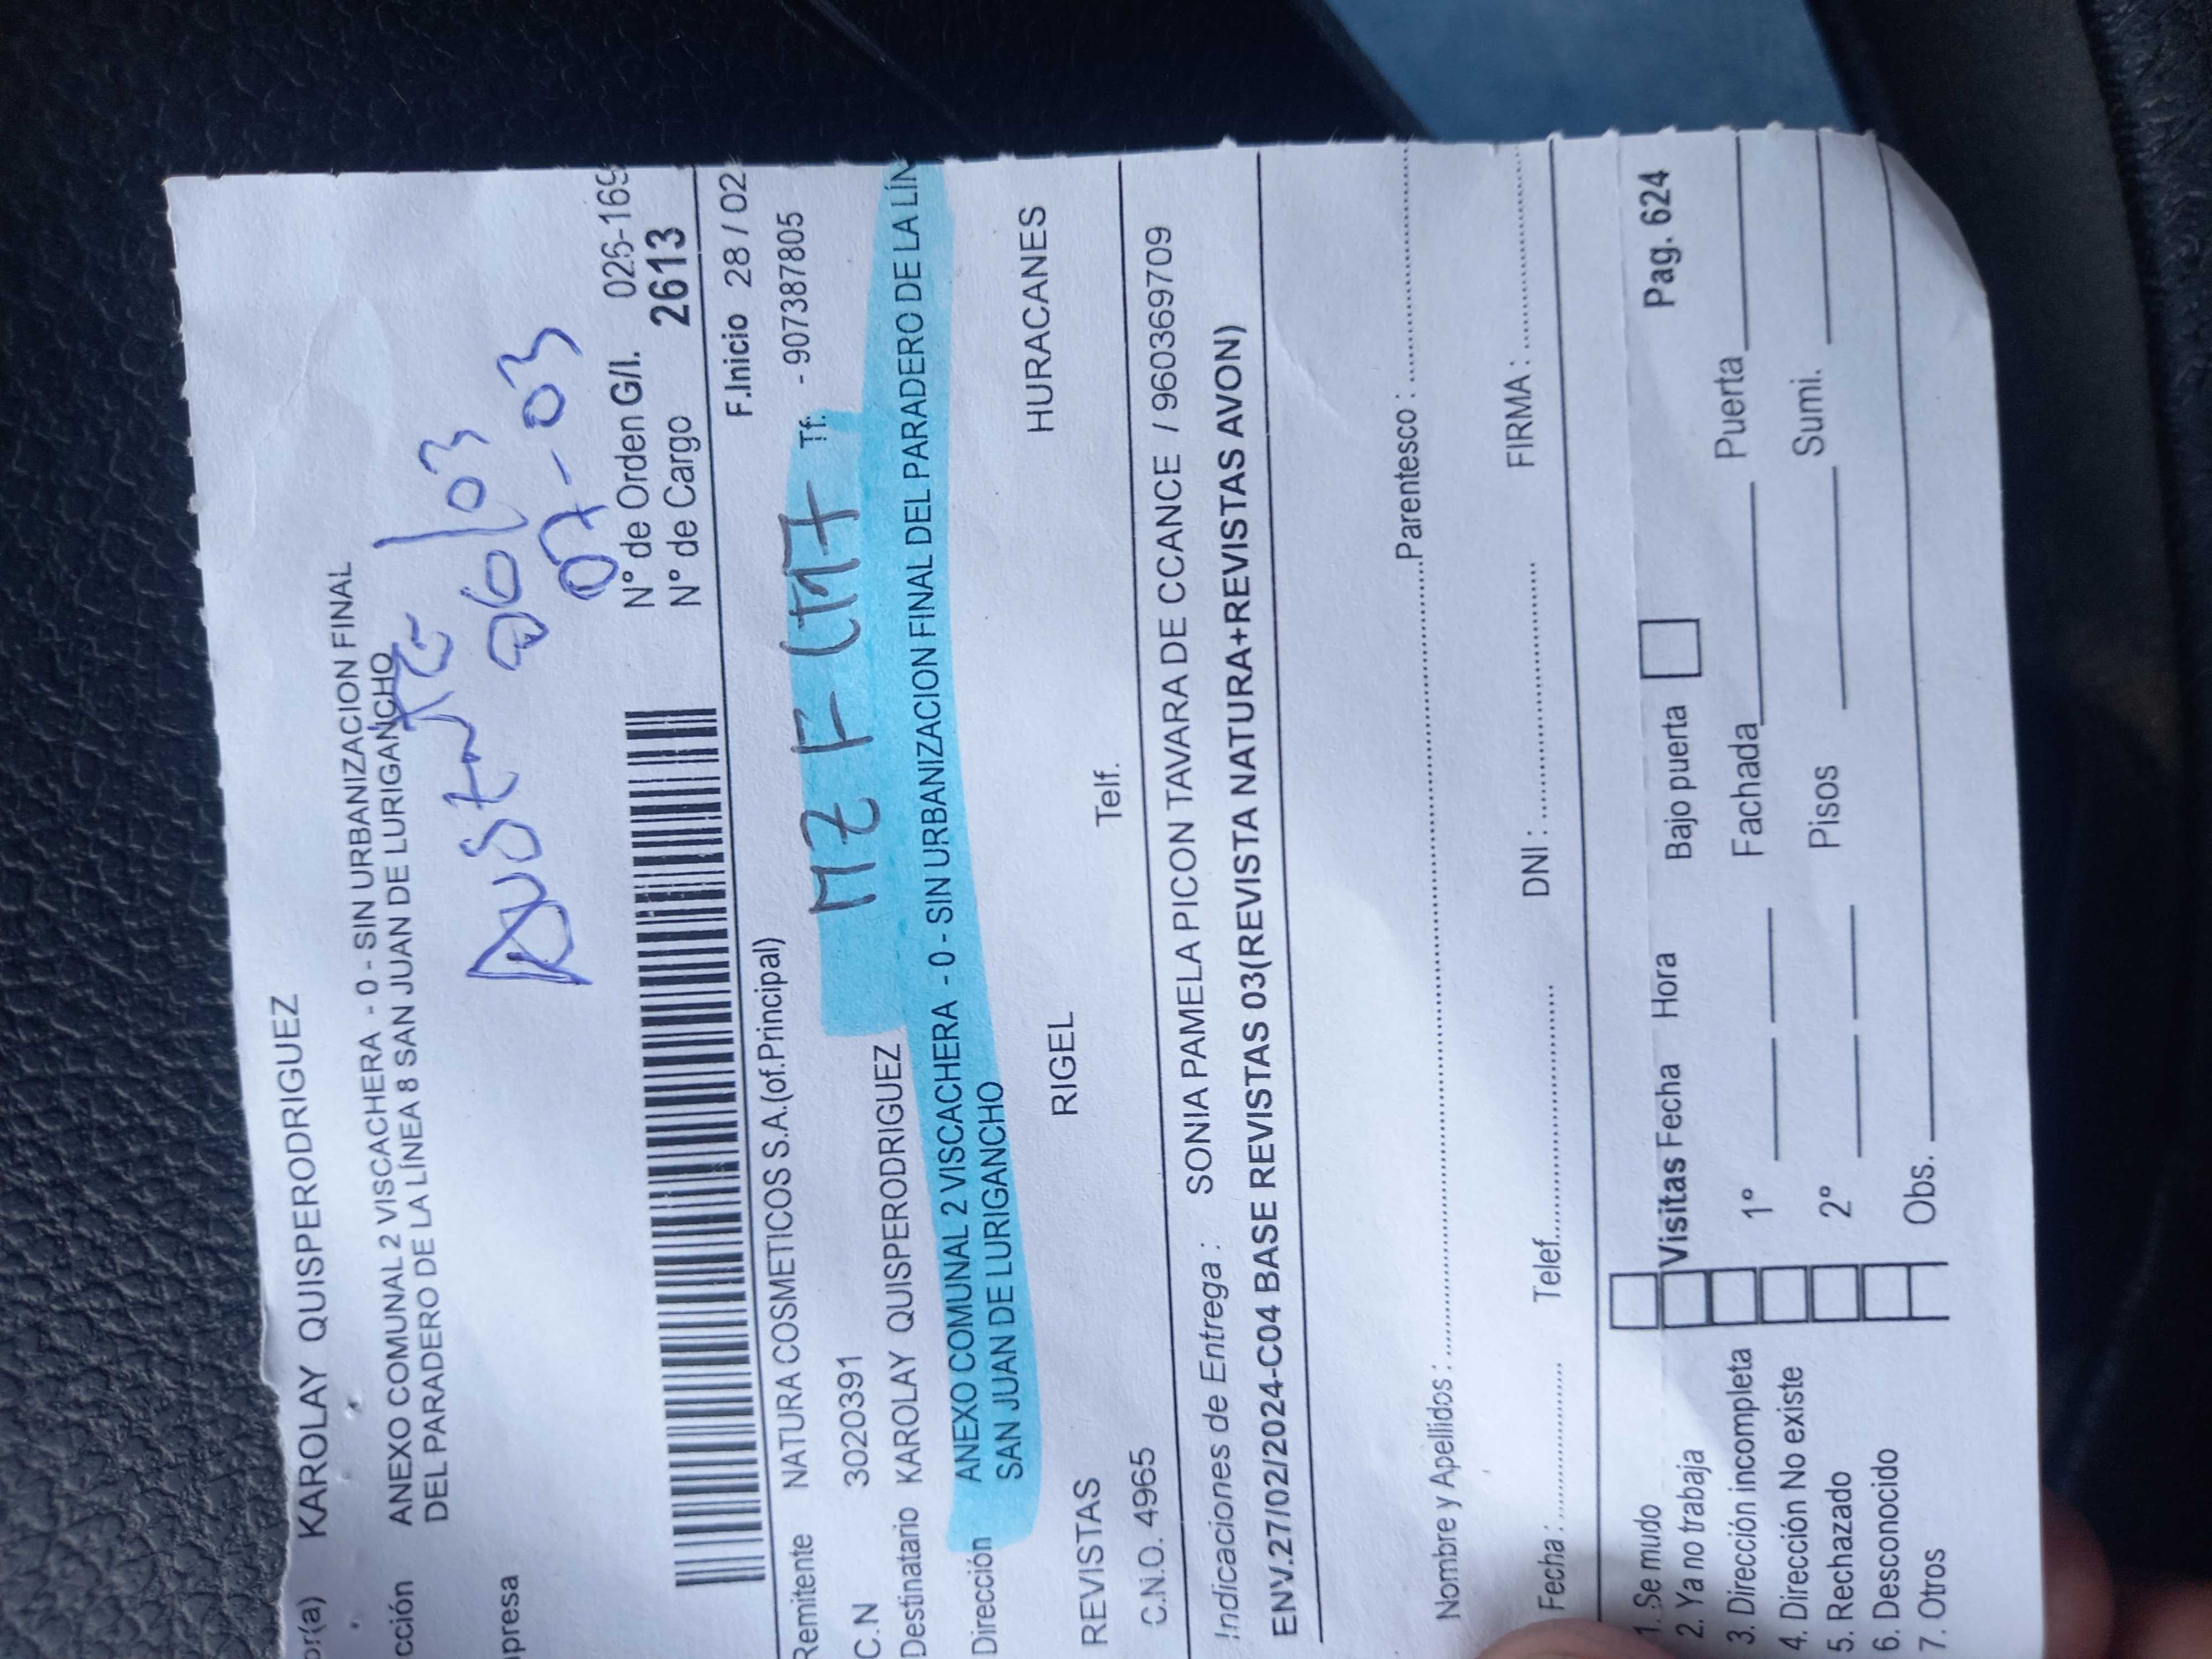 or(a) KAROLAY QUISPERODRIGUEZ
cción ANEXO COMUNAL 2 VISCACHERA - 0 - SIN URBANIZACION FINAL
DEL PARADERO DE LA LÍNEA 8 SAN JUAN DE LURIGANCHO
presa
06/03
07-03
N° de Orden G/I. 026-169
N° de Cargo 2613
F.Inicio 28 / 02
Remitente NATURA COSMETICOS S.A.(of.Principal)
C.N 3020391 MZ F LT17 Tf. - 907387805
Destinatario KAROLAY QUISPERODRIGUEZ
Dirección ANEXO COMUNAL 2 VISCACHERA - 0 - SIN URBANIZACION FINAL DEL PARADERO DE LA LÍN
SAN JUAN DE LURIGANCHO
REVISTAS RIGEL HURACANES
C.N.O. 4965 Telf.
Indicaciones de Entrega : SONIA PAMELA PICON TAVARA DE CCANCE / 960369709
ENV.27/02/2024-C04 BASE REVISTAS 03(REVISTA NATURA+REVISTAS AVON)
Nombre y Apellidos : Parentesco :
Fecha : Telef. DNI : FIRMA :
1. Se mudo
2. Ya no trabaja Visitas Fecha Hora Bajo puerta Pag. 624
3. Dirección incompleta 1° Fachada Puerta
4. Dirección No existe
5. Rechazado 2° Pisos Sumi.
6. Desconocido
7. Otros Obs.